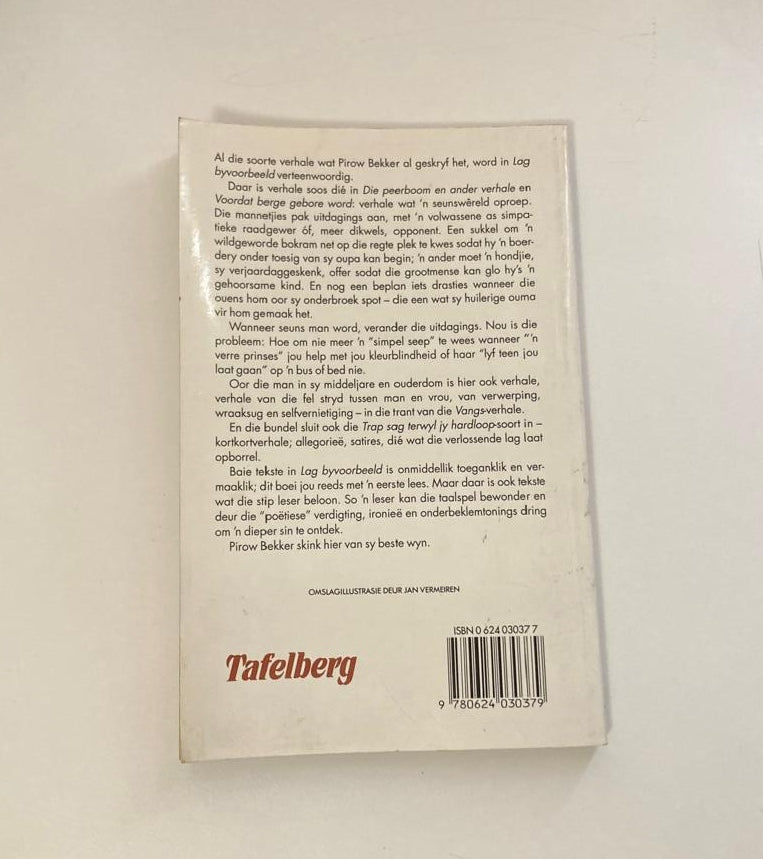 Al die soorte verhale wat Pirow Bekker al geskryf het, word in Lag
byvoorbeeld verteenwoordig.
Daar is verhale soos dié in Die peerboom en ander verhale en
Voordat berge gebore word: verhale wat 'n seunswêreld oproep.
Die mannetjies pak uitdagings aan, met 'n volwassene as simpa-
tieke raadgewer óf, meer dikwels, opponent. Een sukkel om 'n
wildgeworde bokram net op die regte plek te kwes sodat hy 'n boer-
dery onder toesig van sy oupa kan begin; 'n ander moet 'n hondjie,
sy verjaardaggeskenk, offer sodat die grootmense kan glo hy's 'n
gehoorsame kind. En nog een beplan iets drasties wanneer die
ouens hom oor sy onderbroek spot – die een wat sy huilerige ouma
vir hom gemaak het.
Wanneer seuns man word, verander die uitdagings. Nou is die
probleem: Hoe om nie meer 'n "simpel seep" te wees wanneer "'n
verre prinses" jou help met jou kleurblindheid of haar "lyf teen jou
laat gaan" op 'n bus of bed nie.
Oor die man in sy middeljare en ouderdom is hier ook verhale,
verhale van die fel stryd tussen man en vrou, van verwerping,
wraaksug en selfvernietiging – in die trant van die Vangs-verhale.
En die bundel sluit ook die Trap sag terwyl jy hardloop-soort in –
kortkortverhale; allegorieë, satires, dié wat die verlossende lag laat
opborrel.
Baie tekste in Lag byvoorbeeld is onmiddellik toeganklik en ver-
maaklik; dit boei jou reeds met 'n eerste lees. Maar daar is ook tekste
wat die stip leser beloon. So 'n leser kan die taalspel bewonder en
deur die "poëtiese" verdigting, ironieë en onderbeklemtonings dring
om 'n dieper sin te ontdek.
Pirow Bekker skink hier van sy beste wyn.
OMSLAGILLUSTRASIE DEUR JAN VERMEIREN
ISBN 0 624 03037 7
Tafelberg
9 780624 030379